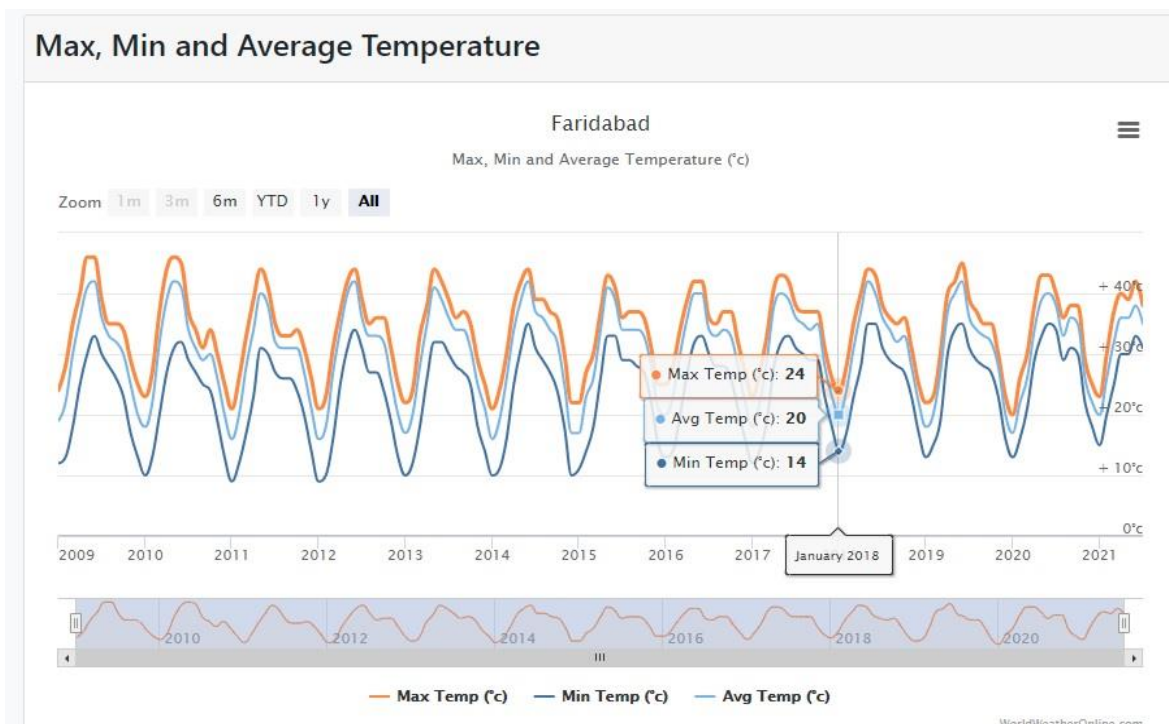 Max, Min and Average Temperature
Faridabad
Max, Min and Average Temperature (°c)
Zoom 1m 3m 6m YTD 1y All
+ 40°c
+ 30°c
Max Temp (°c): 24
+ 20°c
Avg Temp (°c): 20
Min Temp (°c): 14
+ 10°c
0°c
2009 2010 2011 2012 2013 2014 2015 2016 2017 January 2018 2019 2020 2021
2010 2012 2014 2016 2018 2020
Max Temp (°c) Min Temp (°c) Avg Temp (°c)
WorldWeatherOnline.com